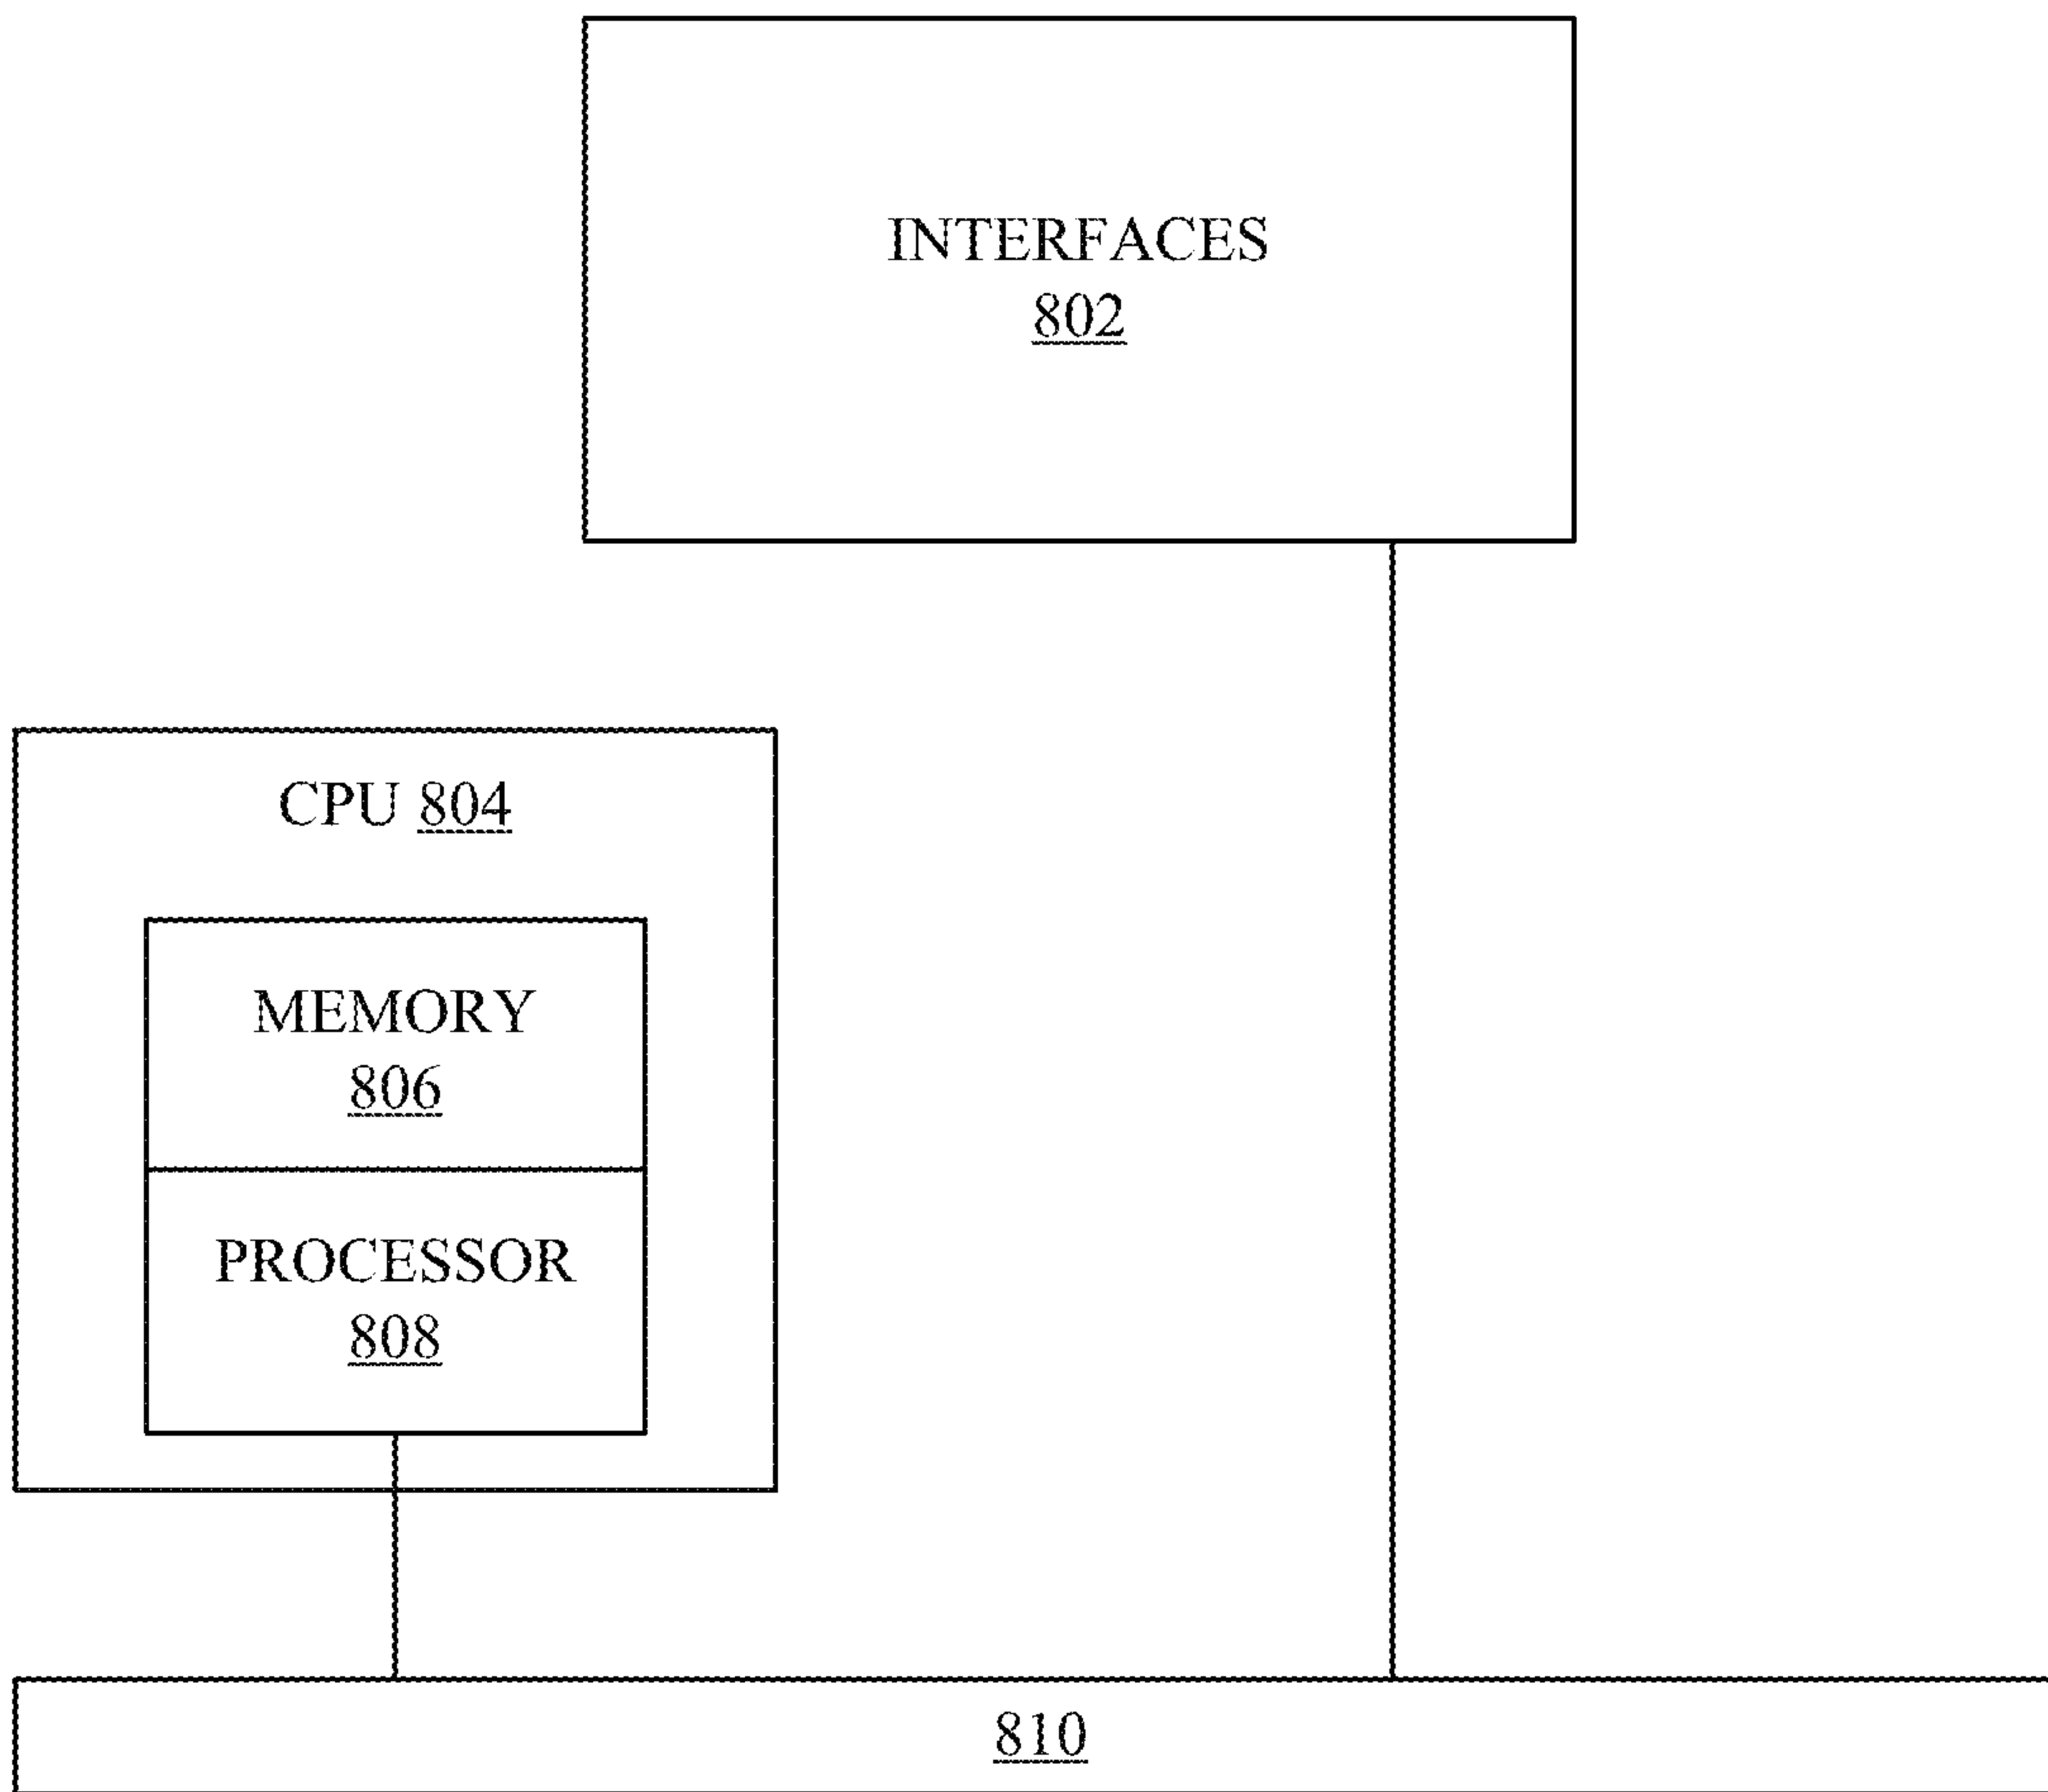 INTERFACES
802
CPU 804
MEMORY
806
PROCESSOR
808
810